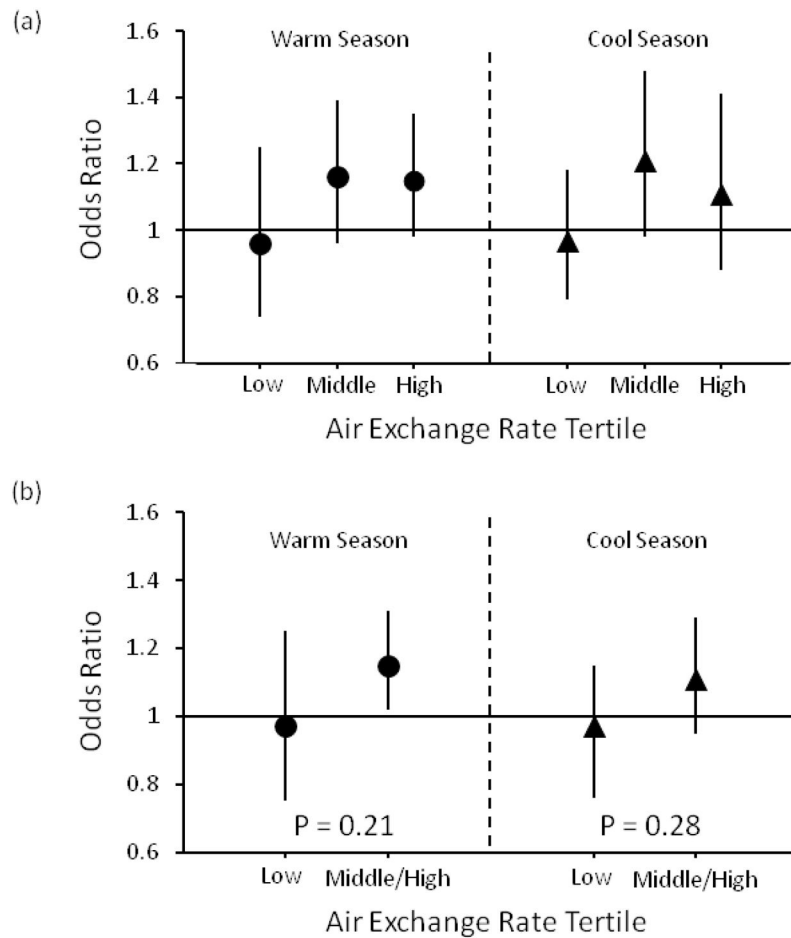 (a)
1.6
1.4
1.2
1
0.8
0.6
Odds Ratio
Warm Season
Cool Season
Low Middle High Low Middle High
Air Exchange Rate Tertile
(b)
1.6
1.4
1.2
1
0.8
0.6
Odds Ratio
Warm Season
Cool Season
P = 0.21
P = 0.28
Low Middle/High Low Middle/High
Air Exchange Rate Tertile